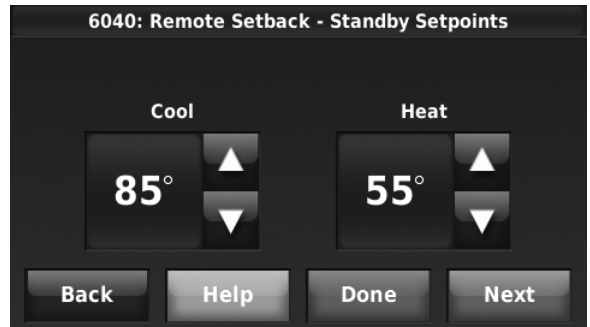 6040: Remote Setback - Standby Setpoints
Cool Heat
85° 55°
Back Help Done Next